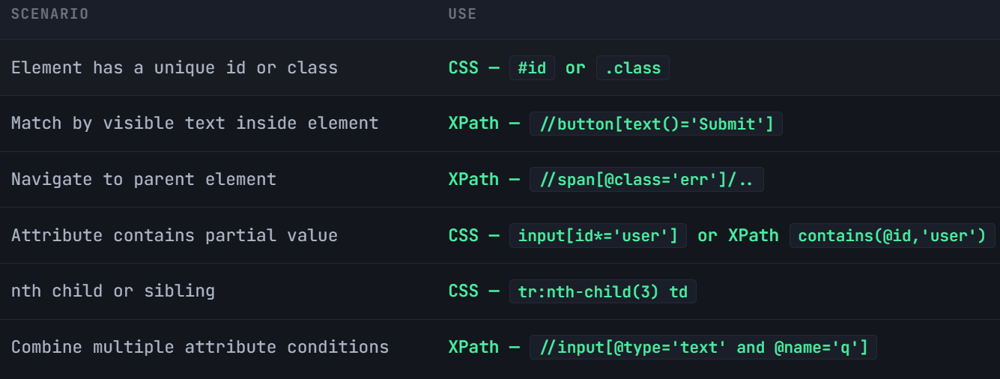 SCENARIO USE
Element has a unique id or class CSS — #id or .class
Match by visible text inside element XPath — //button[text()='Submit']
Navigate to parent element XPath — //span[@class='err']/..
Attribute contains partial value CSS — input[id*='user'] or XPath contains(@id,'user')
nth child or sibling CSS — tr:nth-child(3) td
Combine multiple attribute conditions XPath — //input[@type='text' and @name='q']